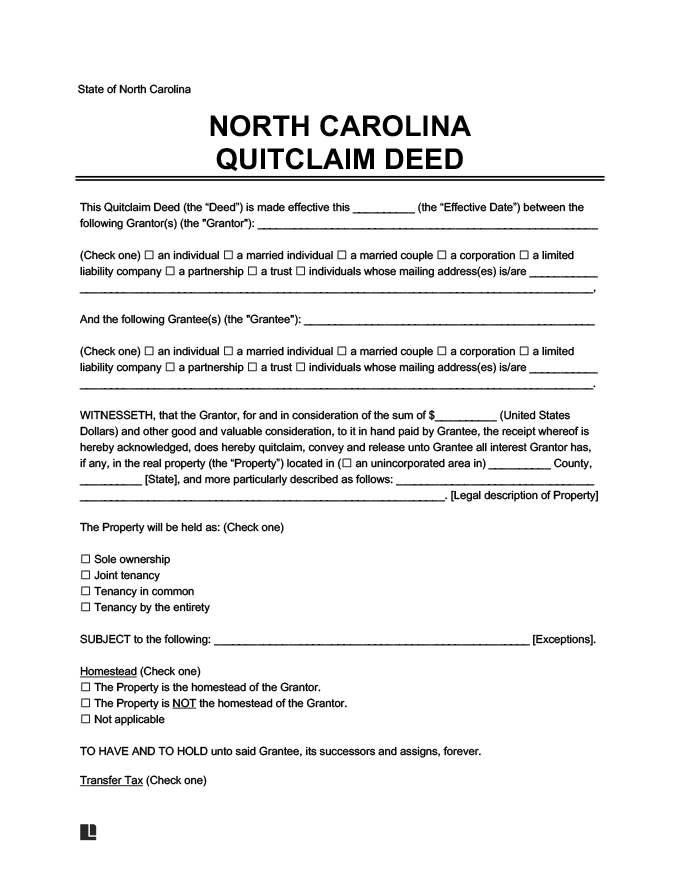 State of North Carolina
NORTH CAROLINA
QUITCLAIM DEED
This Quitclaim Deed (the “Deed”) is made effective this __________ (the “Effective Date”) between the
following Grantor(s) (the "Grantor"): _______________________________________________________
(Check one) ☐ an individual ☐ a married individual ☐ a married couple ☐ a corporation ☐ a limited
liability company ☐ a partnership ☐ a trust ☐ individuals whose mailing address(es) is/are ___________
___________________________________________________________________________________,
And the following Grantee(s) (the "Grantee"): _______________________________________________
(Check one) ☐ an individual ☐ a married individual ☐ a married couple ☐ a corporation ☐ a limited
liability company ☐ a partnership ☐ a trust ☐ individuals whose mailing address(es) is/are ___________
___________________________________________________________________________________.
WITNESSETH, that the Grantor, for and in consideration of the sum of $__________ (United States
Dollars) and other good and valuable consideration, to it in hand paid by Grantee, the receipt whereof is
hereby acknowledged, does hereby quitclaim, convey and release unto Grantee all interest Grantor has,
if any, in the real property (the “Property”) located in (☐ an unincorporated area in) __________ County,
__________ [State], and more particularly described as follows: ________________________________
___________________________________________________________. [Legal description of Property]
The Property will be held as: (Check one)
☐ Sole ownership
☐ Joint tenancy
☐ Tenancy in common
☐ Tenancy by the entirety
SUBJECT to the following: ___________________________________________________ [Exceptions].
Homestead (Check one)
☐ The Property is the homestead of the Grantor.
☐ The Property is NOT the homestead of the Grantor.
☐ Not applicable
TO HAVE AND TO HOLD unto said Grantee, its successors and assigns, forever.
Transfer Tax (Check one)